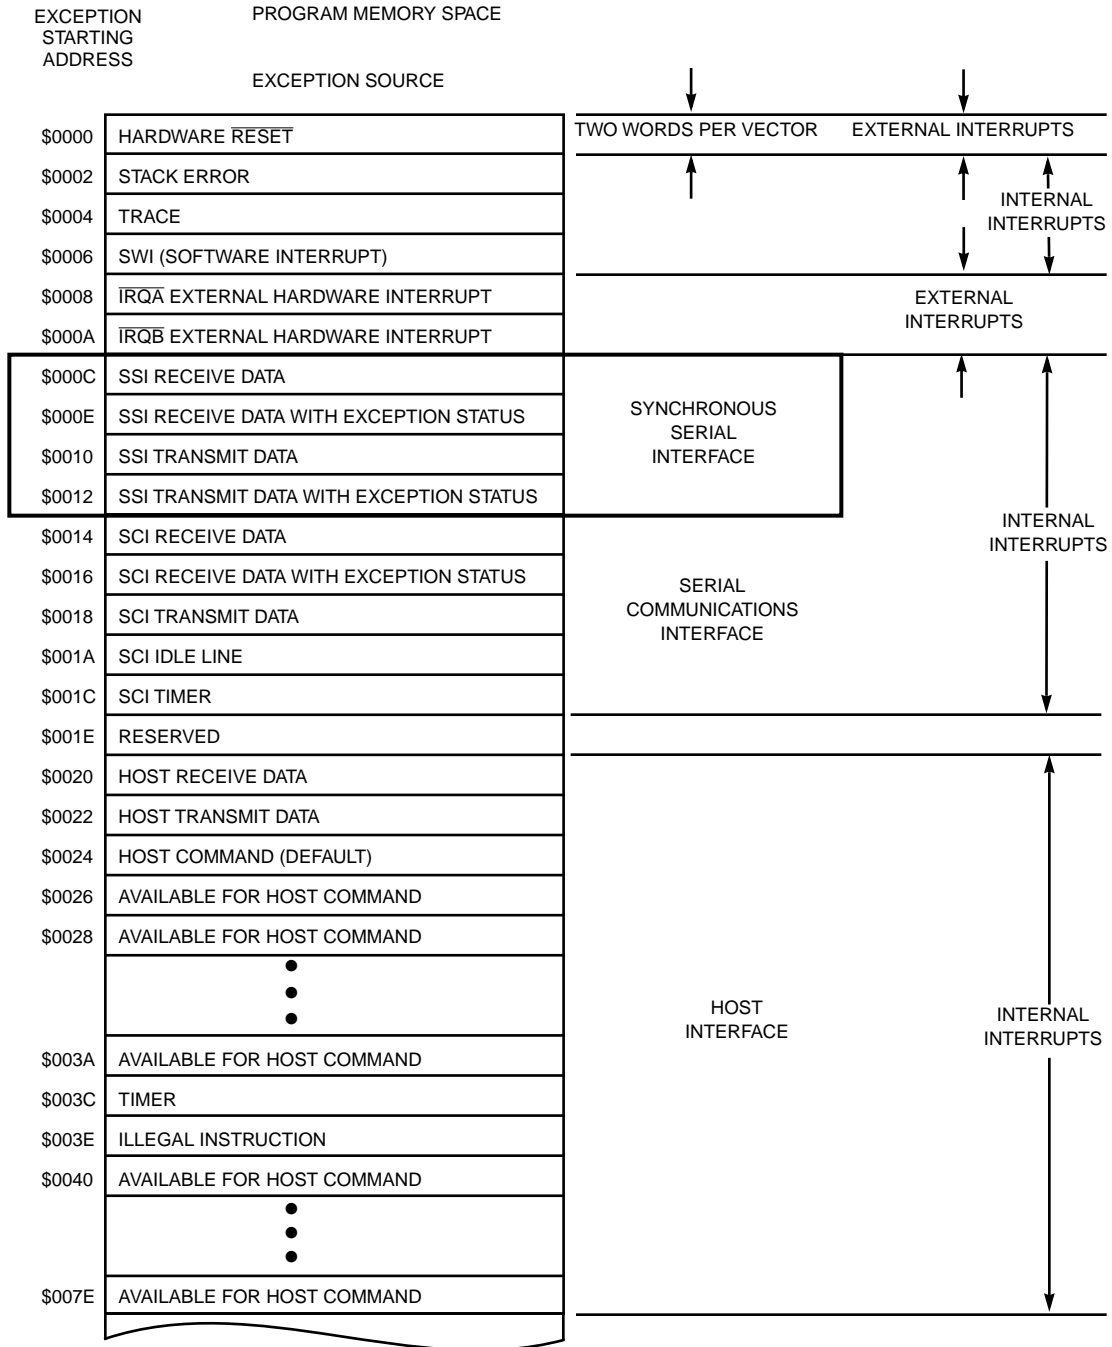 EXCEPTION
STARTING
ADDRESS
PROGRAM MEMORY SPACE
EXCEPTION SOURCE
$0000 HARDWARE RESET
TWO WORDS PER VECTOR
EXTERNAL INTERRUPTS
$0002 STACK ERROR
$0004 TRACE
INTERNAL
INTERRUPTS
$0006 SWI (SOFTWARE INTERRUPT)
$0008 IRQA EXTERNAL HARDWARE INTERRUPT
$000A IRQB EXTERNAL HARDWARE INTERRUPT
EXTERNAL
INTERRUPTS
$000C SSI RECEIVE DATA
$000E SSI RECEIVE DATA WITH EXCEPTION STATUS
$0010 SSI TRANSMIT DATA
$0012 SSI TRANSMIT DATA WITH EXCEPTION STATUS
SYNCHRONOUS
SERIAL
INTERFACE
$0014 SCI RECEIVE DATA
$0016 SCI RECEIVE DATA WITH EXCEPTION STATUS
$0018 SCI TRANSMIT DATA
$001A SCI IDLE LINE
$001C SCI TIMER
SERIAL
COMMUNICATIONS
INTERFACE
INTERNAL
INTERRUPTS
$001E RESERVED
$0020 HOST RECEIVE DATA
$0022 HOST TRANSMIT DATA
$0024 HOST COMMAND (DEFAULT)
$0026 AVAILABLE FOR HOST COMMAND
$0028 AVAILABLE FOR HOST COMMAND
$003A AVAILABLE FOR HOST COMMAND
$003C TIMER
$003E ILLEGAL INSTRUCTION
$0040 AVAILABLE FOR HOST COMMAND
$007E AVAILABLE FOR HOST COMMAND
HOST
INTERFACE
INTERNAL
INTERRUPTS